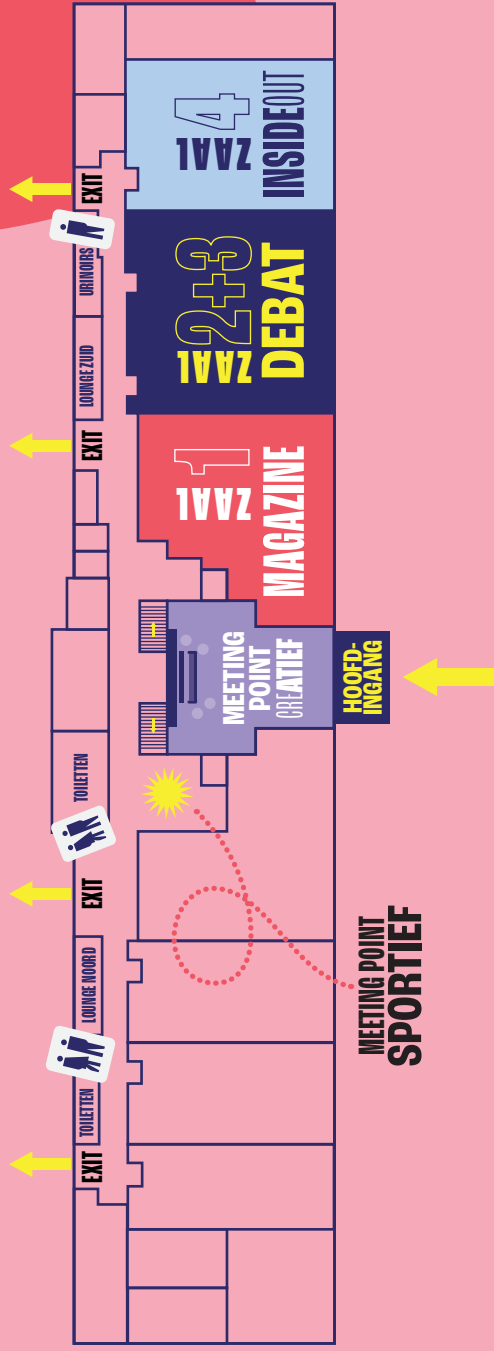 EXIT
TOILETTEN
LOUNGE NOORD
EXIT
TOILETTEN
EXIT
LOUNGE ZUID
URINOIRS
EXIT
MEETING
POINT
CREATIEF
ZAAL 1
MAGAZINE
ZAAL 2+3
DEBAT
ZAAL 4
INSIDEOUT
HOOFD-
INGANG
MEETING POINT
SPORTIEF